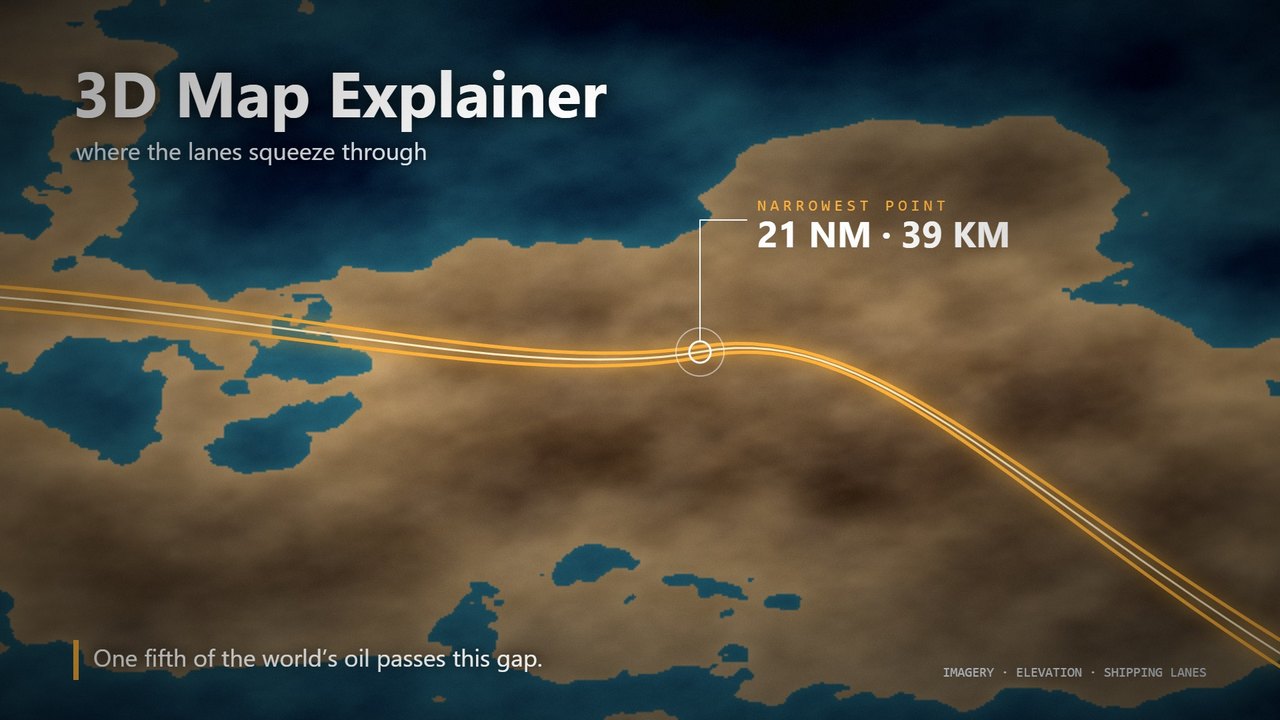 3D Map Explainer
where the lanes squeeze through
NARROWEST POINT
21 NM · 39 KM
One fifth of the world’s oil passes this gap.
IMAGERY · ELEVATION · SHIPPING LANES